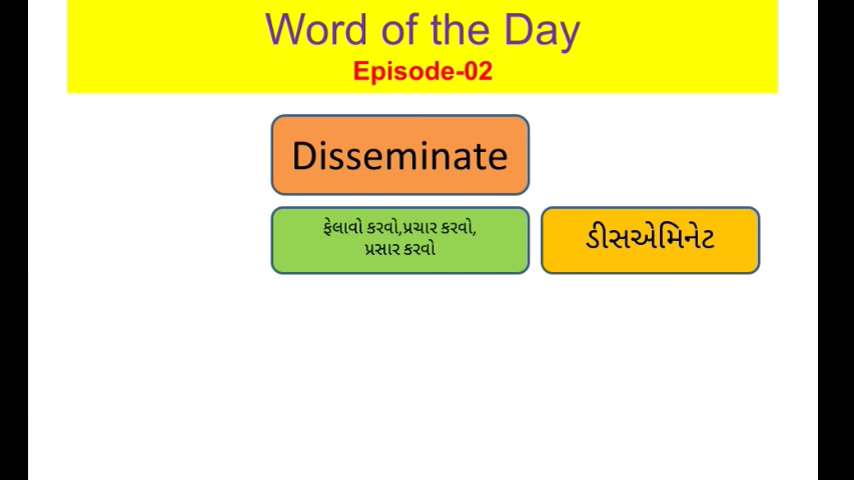 Word of the Day
Episode-02
Disseminate
ફેલાવો કરવો,પ્રચાર કરવો,
પ્રસાર કરવો
ડીસએમિનેટ